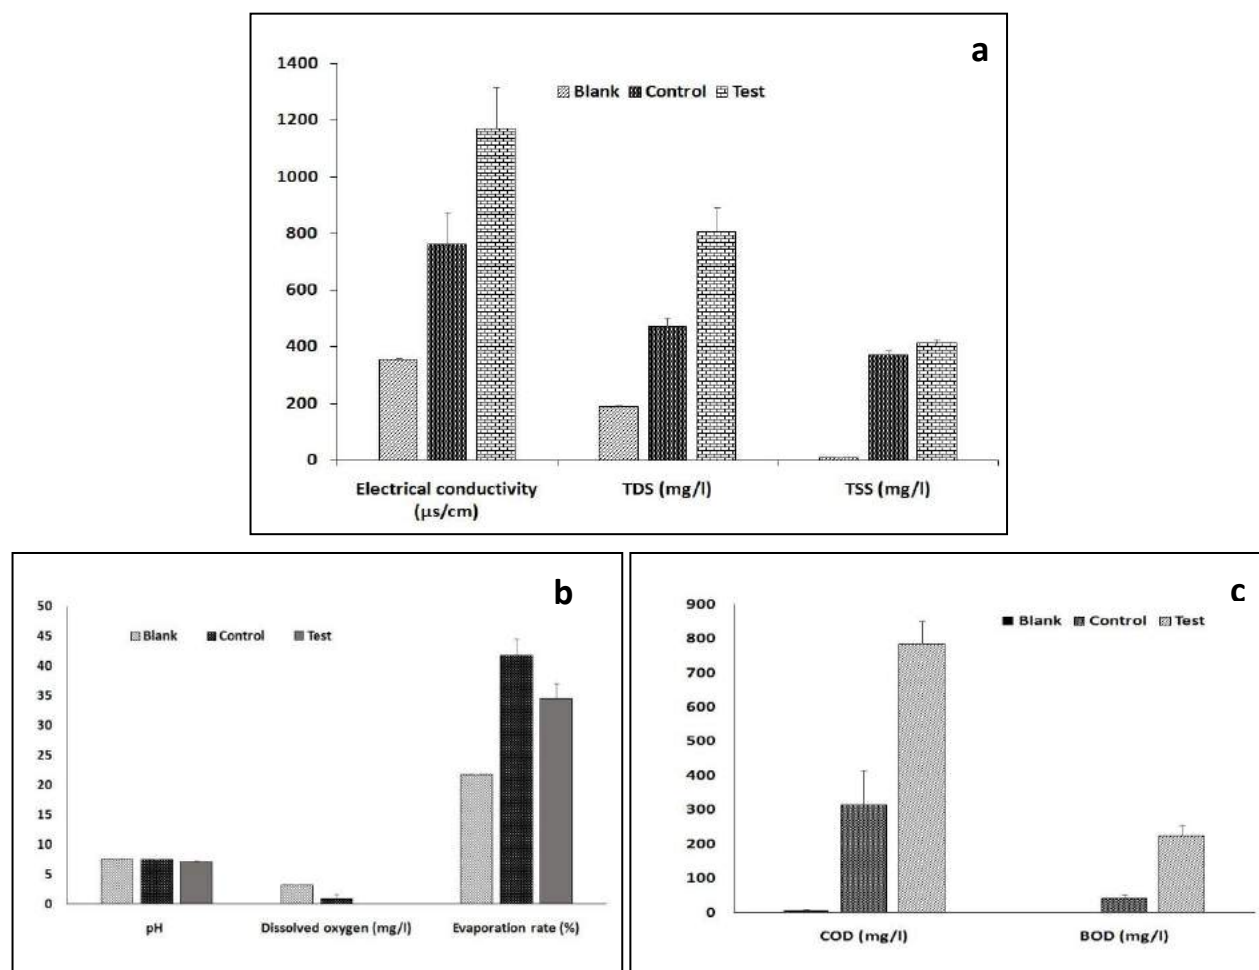 a
1400
Blank Control Test
1200
1000
800
600
400
200
0
Electrical conductivity
(µs/cm)
TDS (mg/l)
TSS (mg/l)
b
50
45
Blank Control Test
40
35
30
25
20
15
10
5
0
pH
Dissolved oxygen (mg/l)
Evaporation rate (%)
c
900
Blank Control Test
800
700
600
500
400
300
200
100
0
COD (mg/l)
BOD (mg/l)